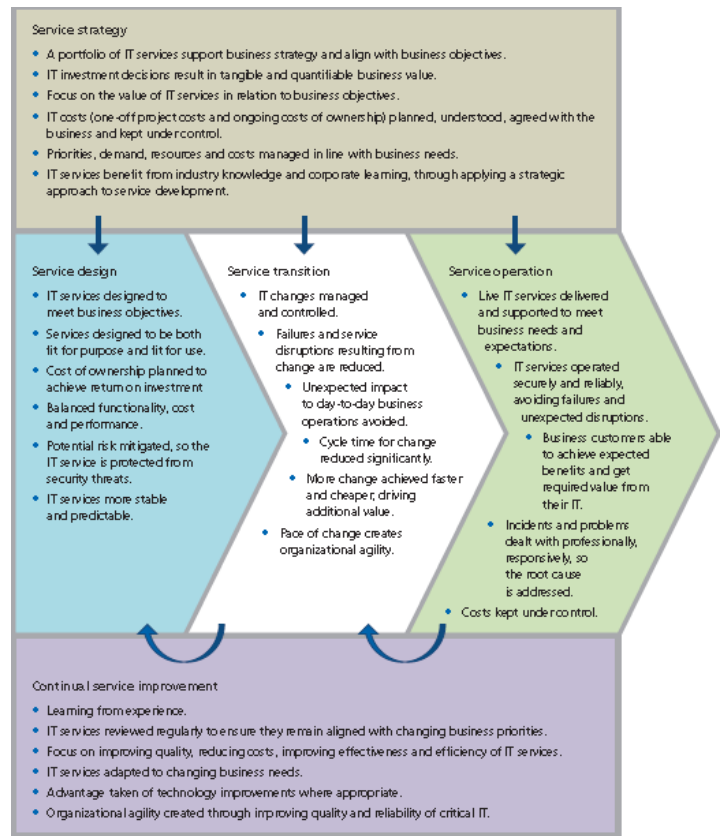 Service strategy
• A portfolio of IT services support business strategy and align with business objectives.
• IT investment decisions result in tangible and quantifiable business value.
• Focus on the value of IT services in relation to business objectives.
• IT costs (one-off project costs and ongoing costs of ownership) planned, understood, agreed with the
business and kept under control.
• Priorities, demand, resources and costs managed in line with business needs.
• IT services benefit from industry knowledge and corporate learning, through applying a strategic
approach to service development.
Service design
• IT services designed to
meet business objectives.
• Services designed to be both
fit for purpose and fit for use.
• Cost of ownership planned to
achieve return on investment
• Balanced functionality, cost
and performance.
• Potential risk mitigated, so the
IT service is protected from
security threats.
• IT services more stable
and predictable.
Service transition
• IT changes managed
and controlled.
• Failures and service
disruptions resulting from
change are reduced.
• Unexpected impact
to day-to-day business
operations avoided.
• Cycle time for change
reduced significantly.
• More change achieved faster
and cheaper, driving
additional value.
• Pace of change creates
organizational agility.
Service operation
• Live IT services delivered
and supported to meet
business needs and
expectations.
• IT services operated
securely and reliably,
avoiding failures and
unexpected disruptions.
• Business customers able
to achieve expected
benefits and get
required value from
their IT.
• Incidents and problems
dealt with professionally,
responsively, so
the root cause
is addressed.
• Costs kept under control.
Continual service improvement
• Learning from experience.
• IT services reviewed regularly to ensure they remain aligned with changing business priorities.
• Focus on improving quality, reducing costs, improving effectiveness and efficiency of IT services.
• IT services adapted to changing business needs.
• Advantage taken of technology improvements where appropriate.
• Organizational agility created through improving quality and reliability of critical IT.